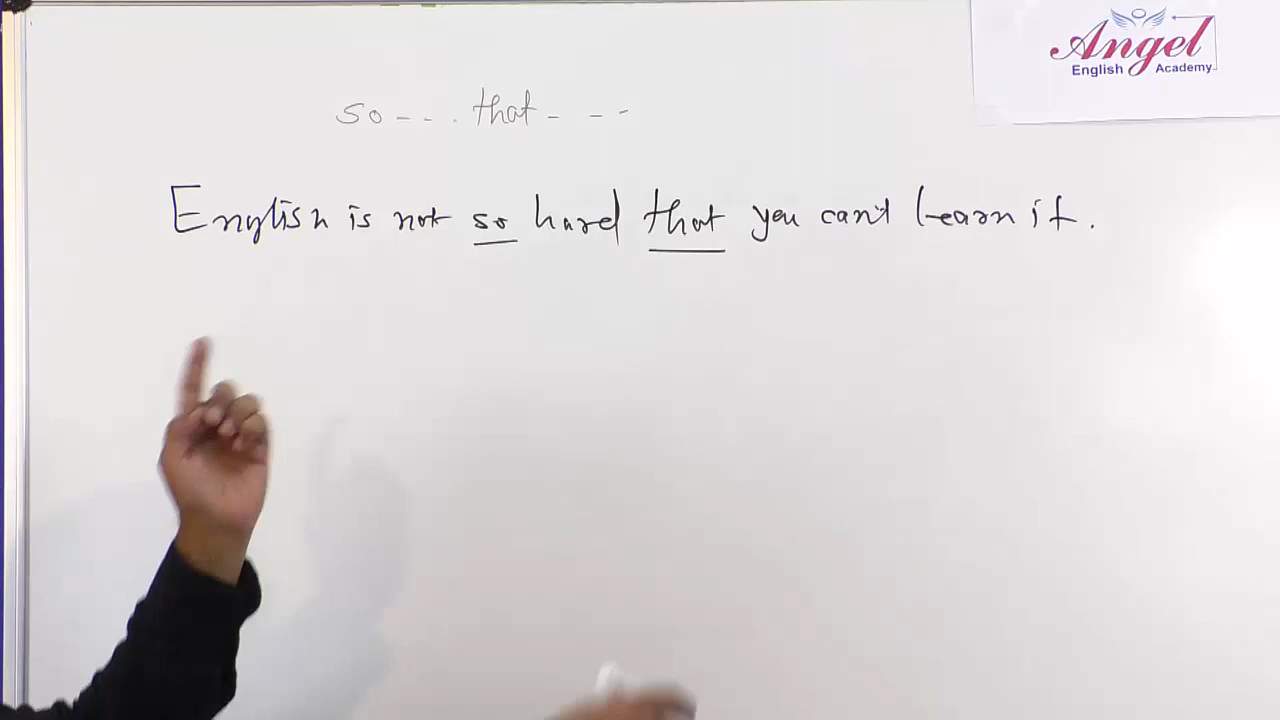 Angel
English Academy
so - - . that - - -
English is not so hard that you can't learn it.